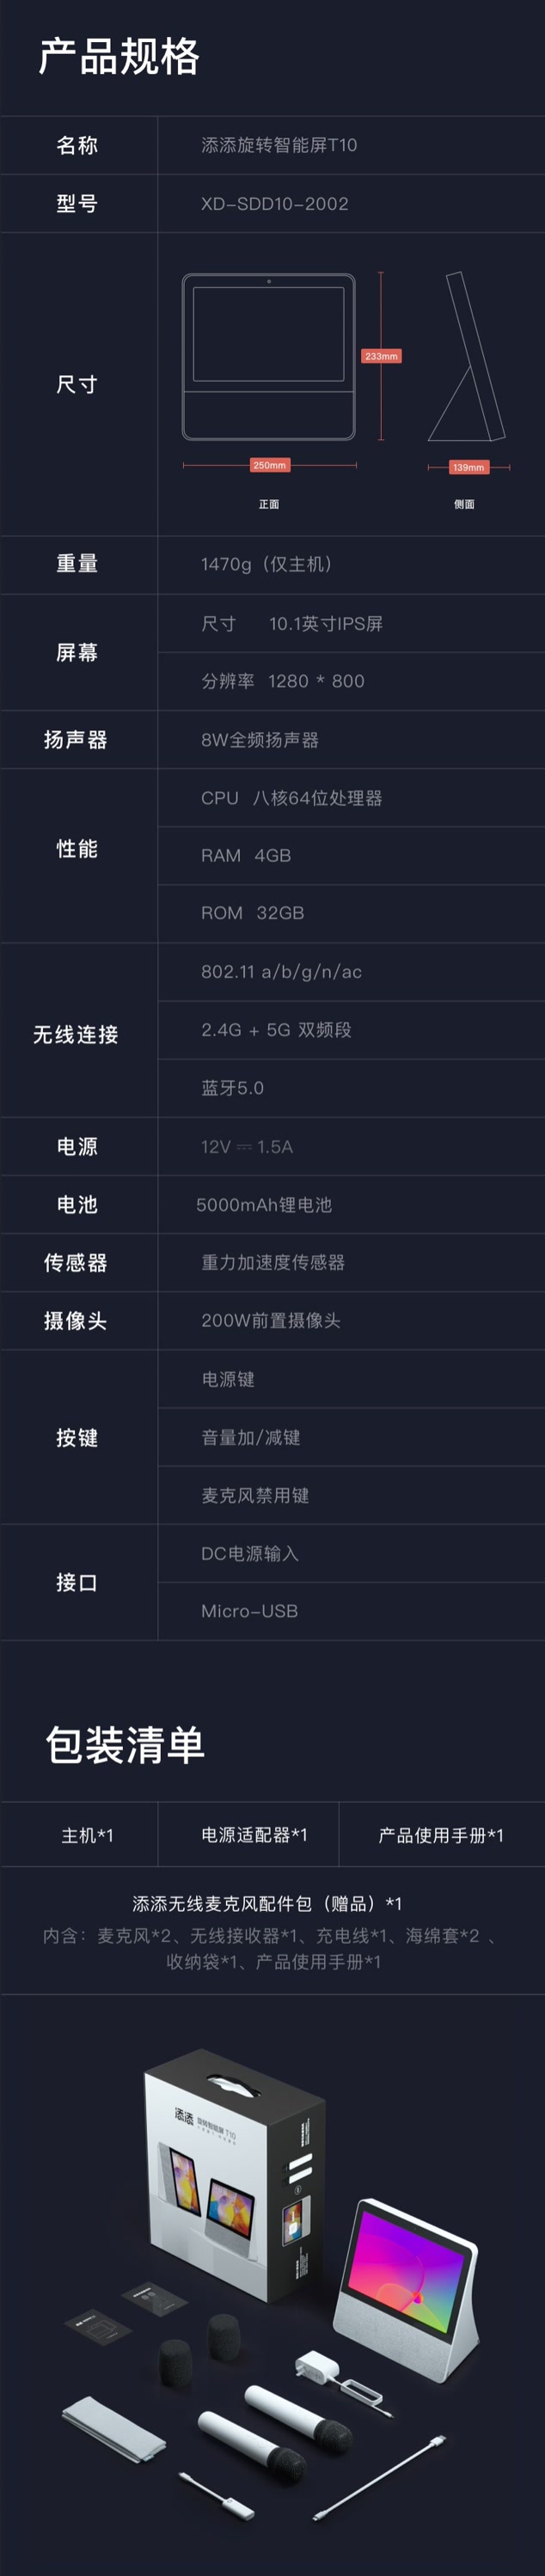 产品规格
名称
添添旋转智能屏T10
型号
XD-SDD10-2002
尺寸
233mm
250mm
139mm
正面
侧面
重量
1470g（仅主机）
屏幕
尺寸 10.1英寸IPS屏
分辨率 1280 * 800
扬声器
8W全频扬声器
性能
CPU 八核64位处理器
RAM 4GB
ROM 32GB
无线连接
802.11 a/b/g/n/ac
2.4G + 5G 双频段
蓝牙5.0
电源
12V ⎓ 1.5A
电池
5000mAh锂电池
传感器
重力加速度传感器
摄像头
200W前置摄像头
按键
电源键
音量加/减键
麦克风禁用键
接口
DC电源输入
Micro-USB
包装清单
主机*1
电源适配器*1
产品使用手册*1
添添无线麦克风配件包（赠品）*1
内含：麦克风*2、无线接收器*1、充电线*1、海绵套*2 、
收纳袋*1、产品使用手册*1
添添 旋转智能屏 T10